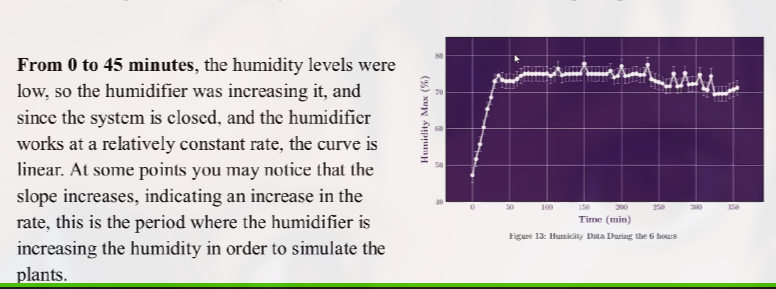 From 0 to 45 minutes, the humidity levels were
low, so the humidifier was increasing it, and
since the system is closed, and the humidifier
works at a relatively constant rate, the curve is
linear. At some points you may notice that the
slope increases, indicating an increase in the
rate, this is the period where the humidifier is
increasing the humidity in order to simulate the
plants.
Humidity Max (%)
80
70
60
50
40
0 50 100 150 200 250 300 350
Time (min)
Figure 13: Humidity Data During the 6 hours